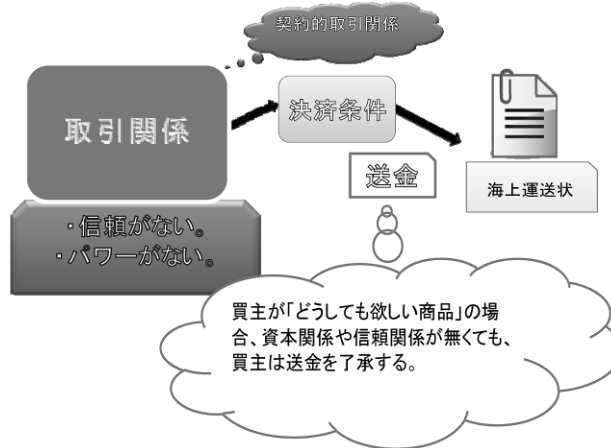 契約的取引関係
取引関係
決済条件
送金
海上運送状
・信頼がない。
・パワーがない。
買主が「どうしても欲しい商品」の場
合、資本関係や信頼関係が無くても、
買主は送金を了承する。